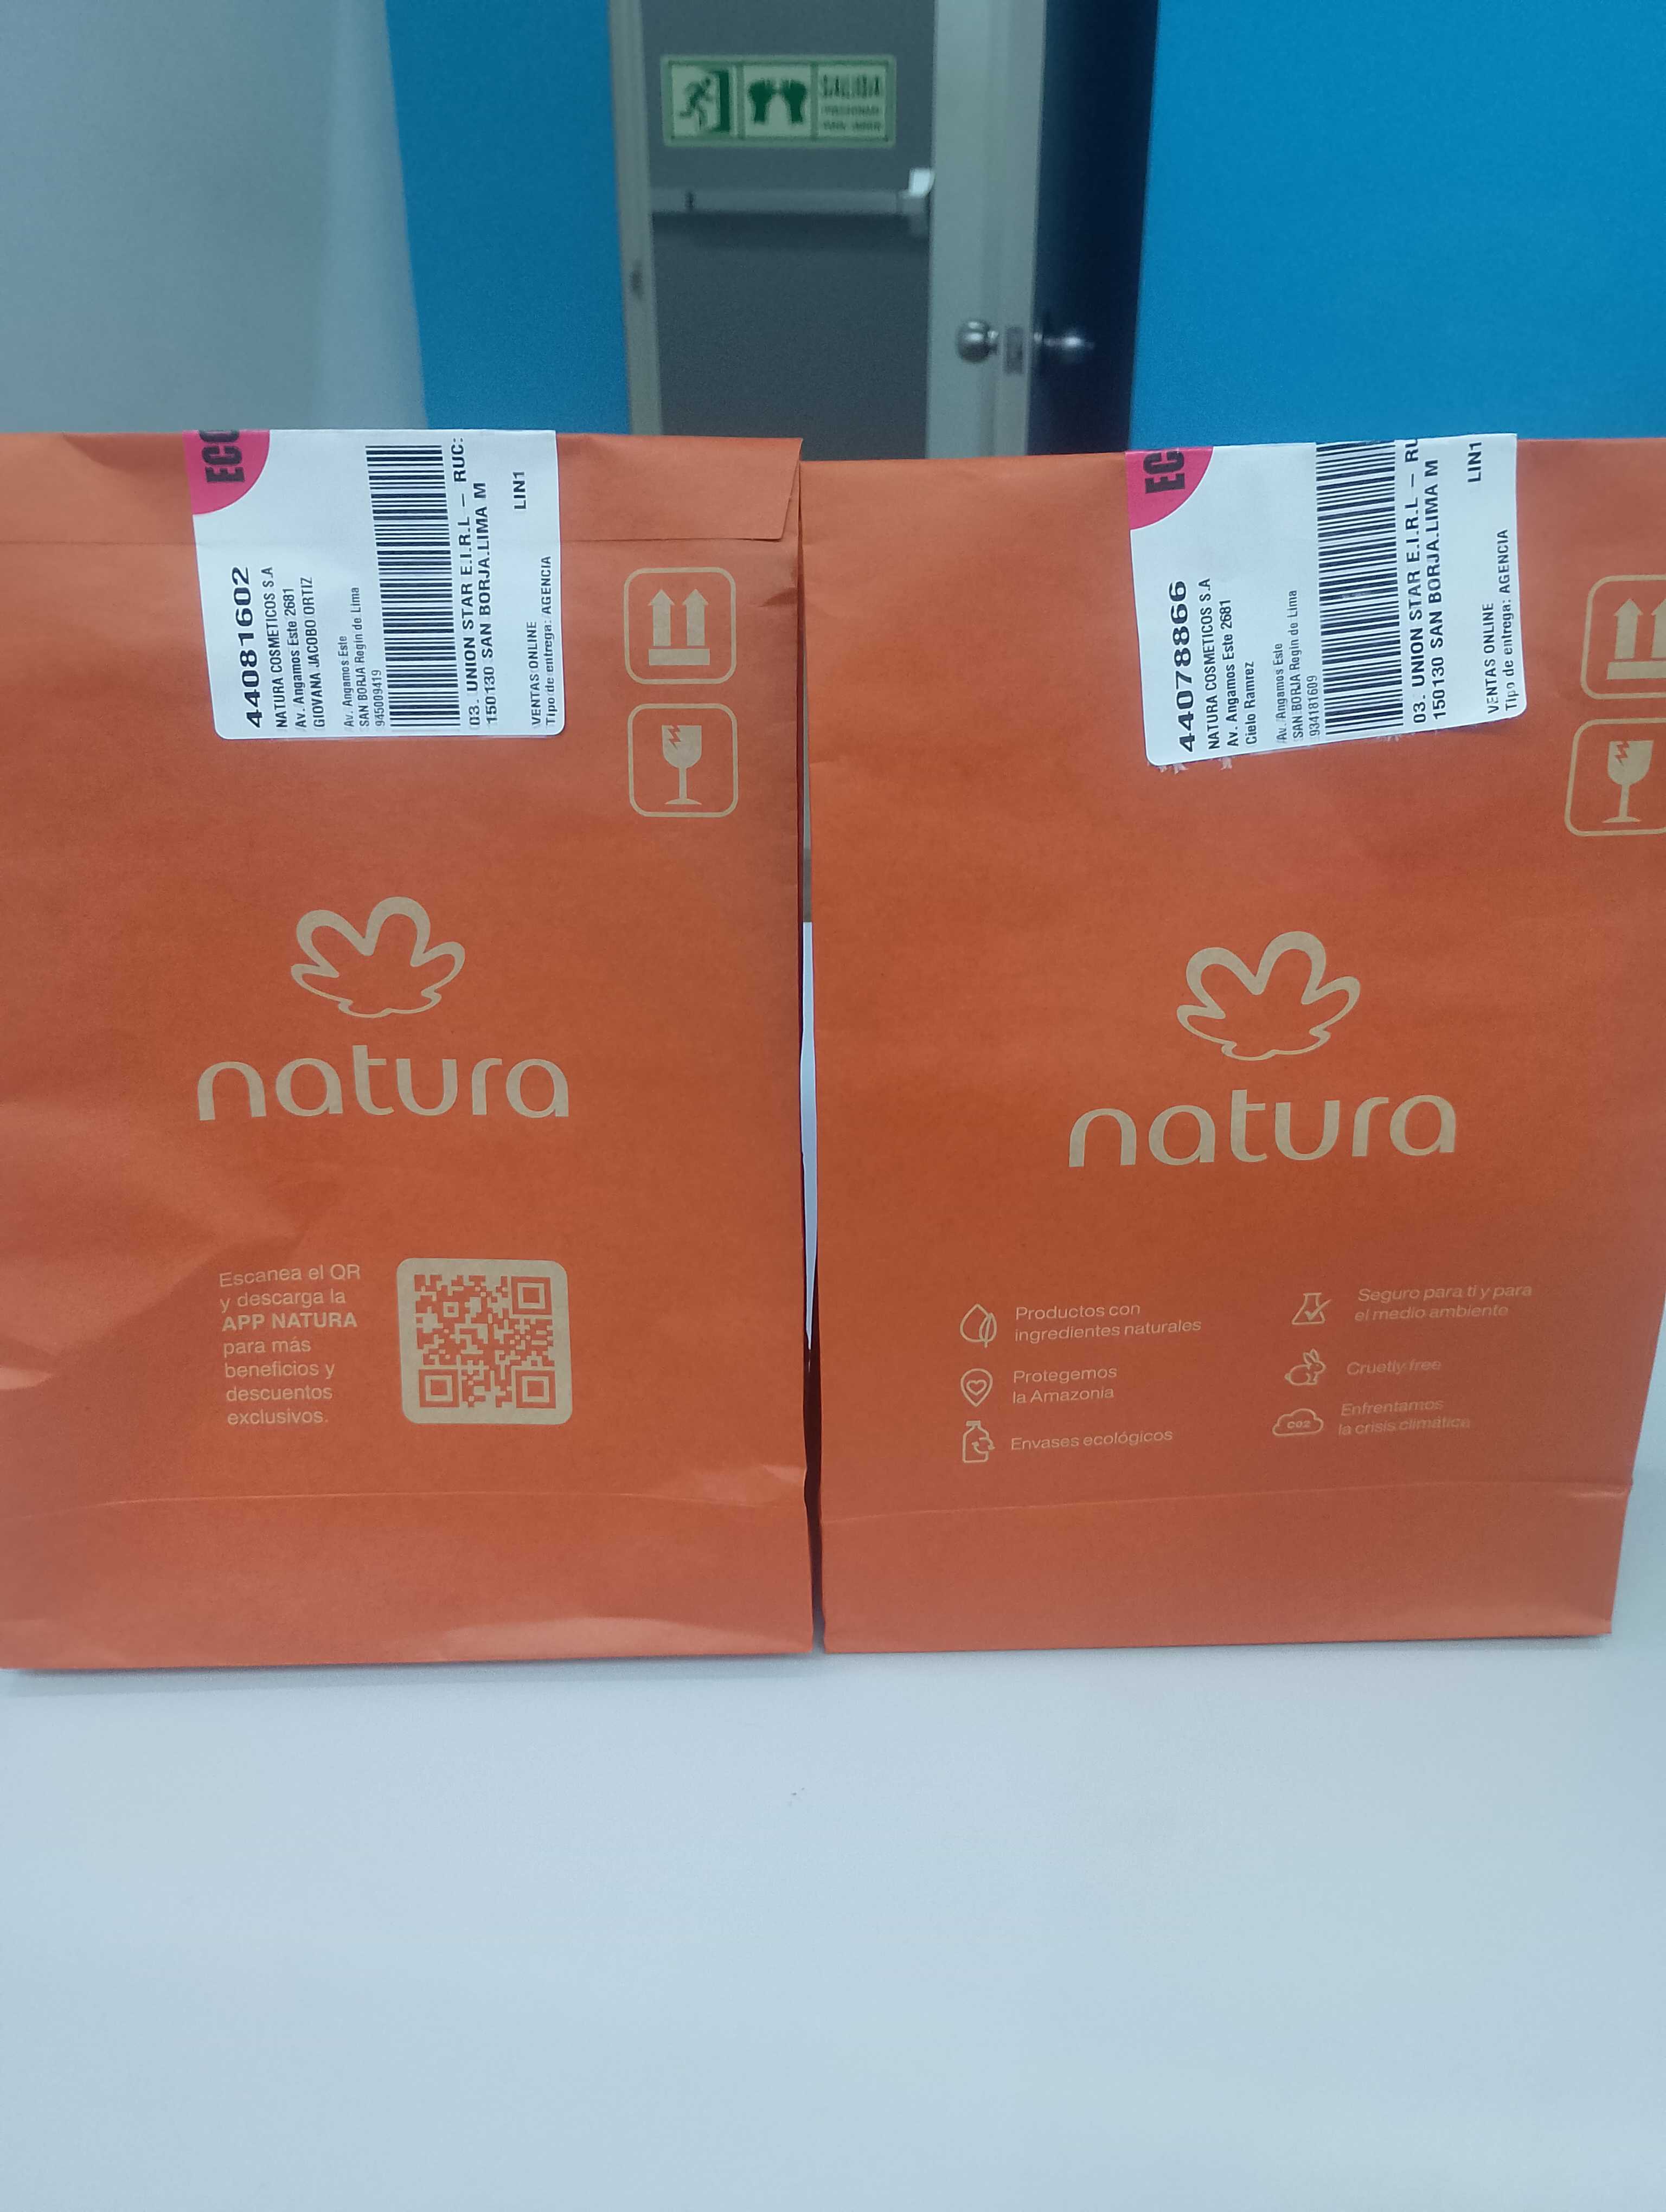 SALIDA
ECO
44081602
NATURA COSMETICOS S.A
Av. Angamos Este 2681
GIOVANA JACOBO ORTIZ
Av. Angamos Este
SAN BORJA Regin de Lima
945009419
03. UNION STAR E.I.R.L – RUC:
150130 SAN BORJA.LIMA M
LIN1
VENTAS ONLINE
Tipo de entrega: AGENCIA
natura
Escanea el QR
y descarga la
APP NATURA
para más
beneficios y
descuentos
exclusivos.
EC
44078866
NATURA COSMETICOS S.A
Av. Angamos Este 2681
Cielo Ramrez
Av. Angamos Este
SAN BORJA Regin de Lima
934181609
03. UNION STAR E.I.R.L – RU
150130 SAN BORJA.LIMA M
LIN1
VENTAS ONLINE
Tipo de entrega: AGENCIA
natura
Productos con
ingredientes naturales
Protegemos
la Amazonia
Envases ecológicos
Seguro para tí y para
el medio ambiente
Cruetly free
CO2
Enfrentamos
la crisis climática